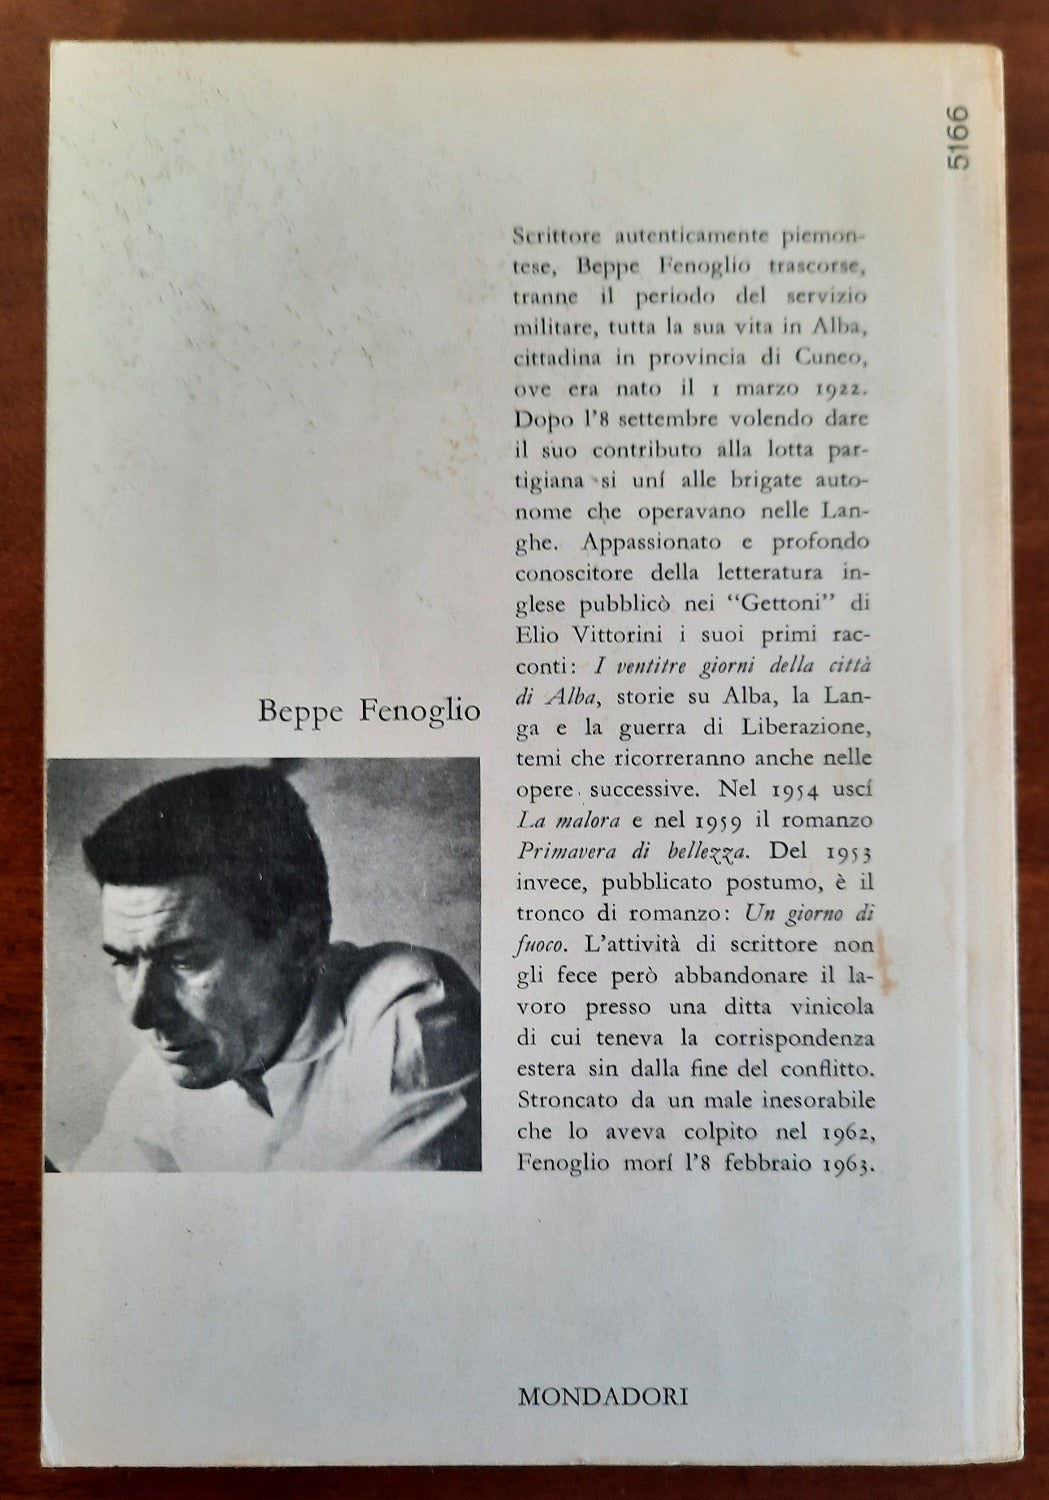 5166
Scrittore autenticamente piemon-
tese, Beppe Fenoglio trascorse,
tranne il periodo del servizio
militare, tutta la sua vita in Alba,
cittadina in provincia di Cuneo,
ove era nato il 1 marzo 1922.
Dopo l'8 settembre volendo dare
il suo contributo alla lotta par-
tigiana si uní alle brigate auto-
nome che operavano nelle Lan-
ghe. Appassionato e profondo
conoscitore della letteratura in-
glese pubblicò nei “Gettoni” di
Elio Vittorini i suoi primi rac-
conti: I ventitre giorni della città
di Alba, storie su Alba, la Lan-
ga e la guerra di Liberazione,
temi che ricorreranno anche nelle
opere successive. Nel 1954 uscí
La malora e nel 1959 il romanzo
Primavera di bellezza. Del 1953
invece, pubblicato postumo, è il
tronco di romanzo: Un giorno di
fuoco. L'attività di scrittore non
gli fece però abbandonare il la-
voro presso una ditta vinicola
di cui teneva la corrispondenza
estera sin dalla fine del conflitto.
Stroncato da un male inesorabile
che lo aveva colpito nel 1962,
Fenoglio morí l'8 febbraio 1963.
Beppe Fenoglio
MONDADORI